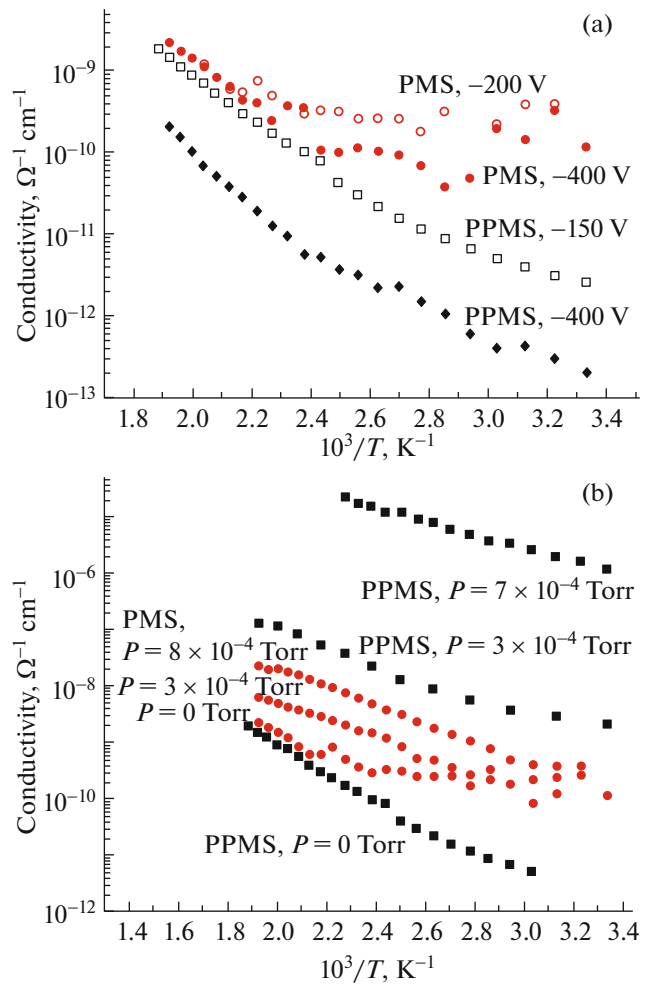 (a)
Conductivity, Ω⁻¹ cm⁻¹
10⁻⁹
10⁻¹⁰
10⁻¹¹
10⁻¹²
10⁻¹³
PMS, −200 V
PMS, −400 V
PPMS, −150 V
PPMS, −400 V
1.8 2.0 2.2 2.4 2.6 2.8 3.0 3.2 3.4
10³/T, K⁻¹
(b)
Conductivity, Ω⁻¹ cm⁻¹
10⁻⁶
10⁻⁸
10⁻¹⁰
10⁻¹²
PPMS, P = 7 × 10⁻⁴ Torr
PPMS, P = 3 × 10⁻⁴ Torr
PMS,
P = 8 × 10⁻⁴ Torr
P = 3 × 10⁻⁴ Torr
P = 0 Torr
PPMS, P = 0 Torr
1.4 1.6 1.8 2.0 2.2 2.4 2.6 2.8 3.0 3.2 3.4
10³/T, K⁻¹